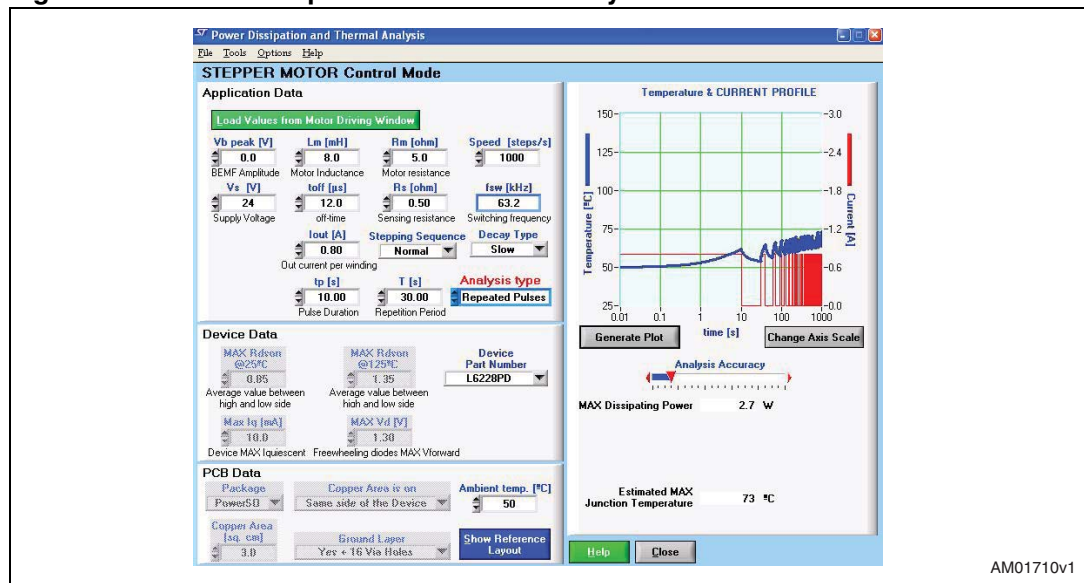 Power Dissipation and Thermal Analysis
File Tools Options Help
STEPPER MOTOR Control Mode
Application Data
Load Values from Motor Driving Window
Vb peak [V] Lm [mH] Rm [ohm] Speed [steps/s]
0.0 8.0 5.0 1000
BEMF Amplitude Motor Inductance Motor resistance
Vs [V] toff [µs] Rs [ohm] fsw [kHz]
24 12.0 0.50 63.2
Supply Voltage off-time Sensing resistance Switching frequency
Iout [A] Stepping Sequence Decay Type
0.80 Normal Slow
Out current per winding
tp [s] T [s] Analysis type
10.00 30.00 Repeated Pulses
Pulse Duration Repetition Period
Device Data
MAX Rdson @25ºC MAX Rdson @125ºC Device Part Number
0.85 1.35 L6228PD
Average value between high and low side Average value between high and low side
Max Iq [mA] MAX Vd [V]
10.0 1.30
Device MAX Iquiescent Freewheeling diodes MAX Vforward
PCB Data
Package Copper Area is on Ambient temp. [ºC]
PowerSO Same side of the Device 50
Copper Area [sq. cm] Ground Layer Show Reference Layout
3.0 Yes + 16 Via Holes
Temperature & CURRENT PROFILE
150 3.0
125 2.4
100 1.8
75 1.2
50 0.6
25 0.0
Temperature [ºC]
Current [A]
0.01 0.1 1 10 100 1000
time [s]
Generate Plot Change Axis Scale
Analysis Accuracy
MAX Dissipating Power 2.7 W
Estimated MAX Junction Temperature 73 ºC
Help Close
AM01710v1